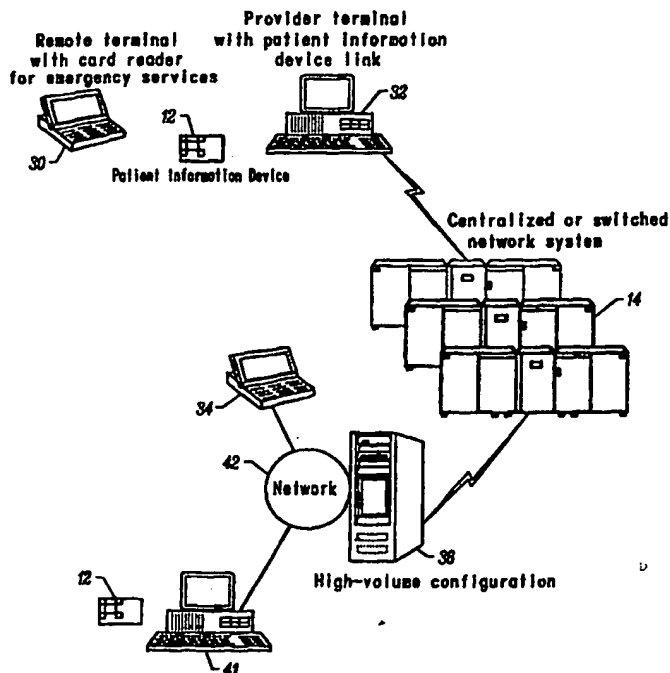 Provider terminal
with patient information
device link
Remote terminal
with card reader
for emergency services
32
12
30
Patient Information Device
Centralized or switched
network system
14
34
42
Network
36
High-volume configuration
12
41